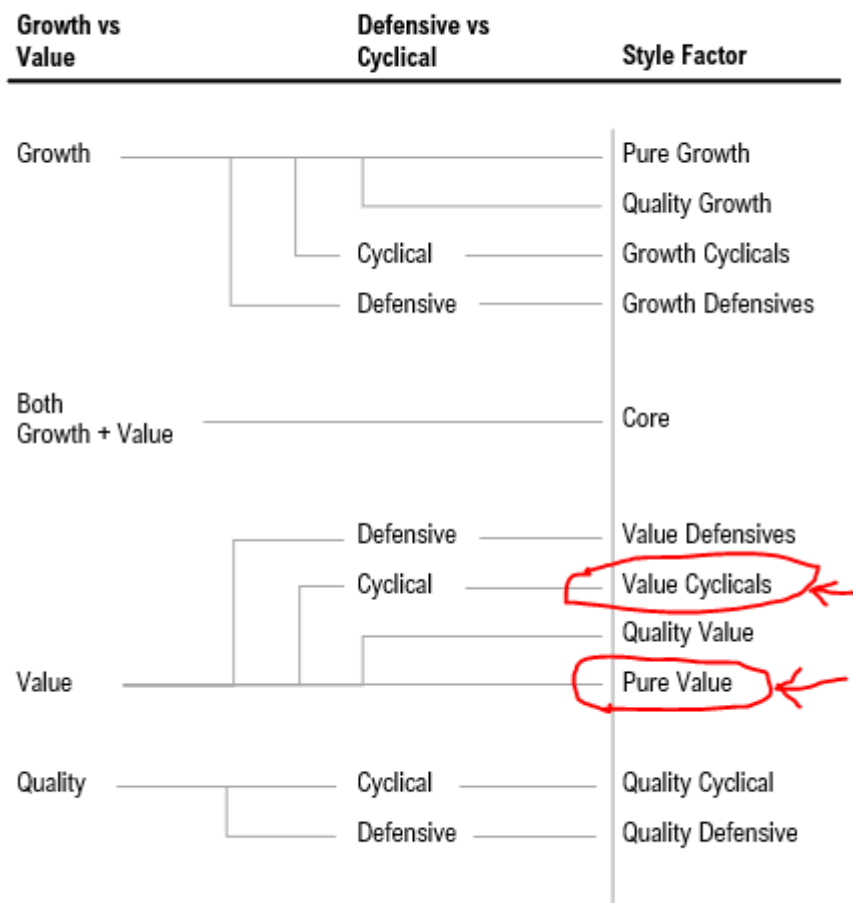 Growth vs
Value
Defensive vs
Cyclical
Style Factor
Growth
Pure Growth
Quality Growth
Cyclical
Growth Cyclicals
Defensive
Growth Defensives
Both
Growth + Value
Core
Defensive
Value Defensives
Cyclical
Value Cyclicals
Quality Value
Value
Pure Value
Quality
Cyclical
Quality Cyclical
Defensive
Quality Defensive